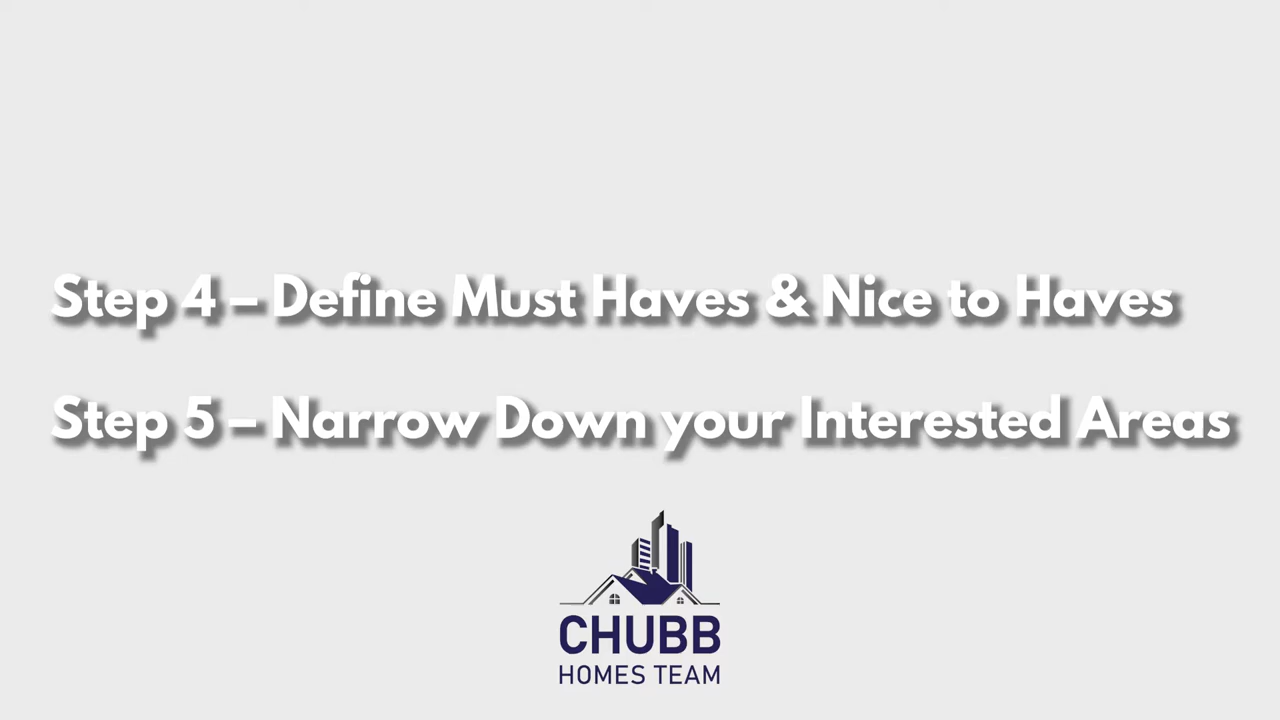 Step 4 – Define Must Haves & Nice to Haves
Step 5 – Narrow Down your Interested Areas
CHUBB
HOMES TEAM